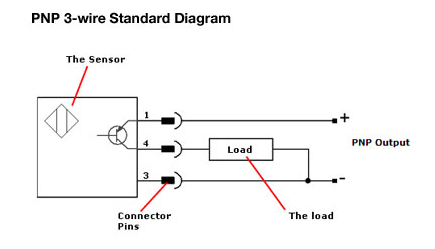 PNP 3-wire Standard Diagram
The Sensor
1
+
4
Load
PNP Output
3
-
Connector
Pins
The load